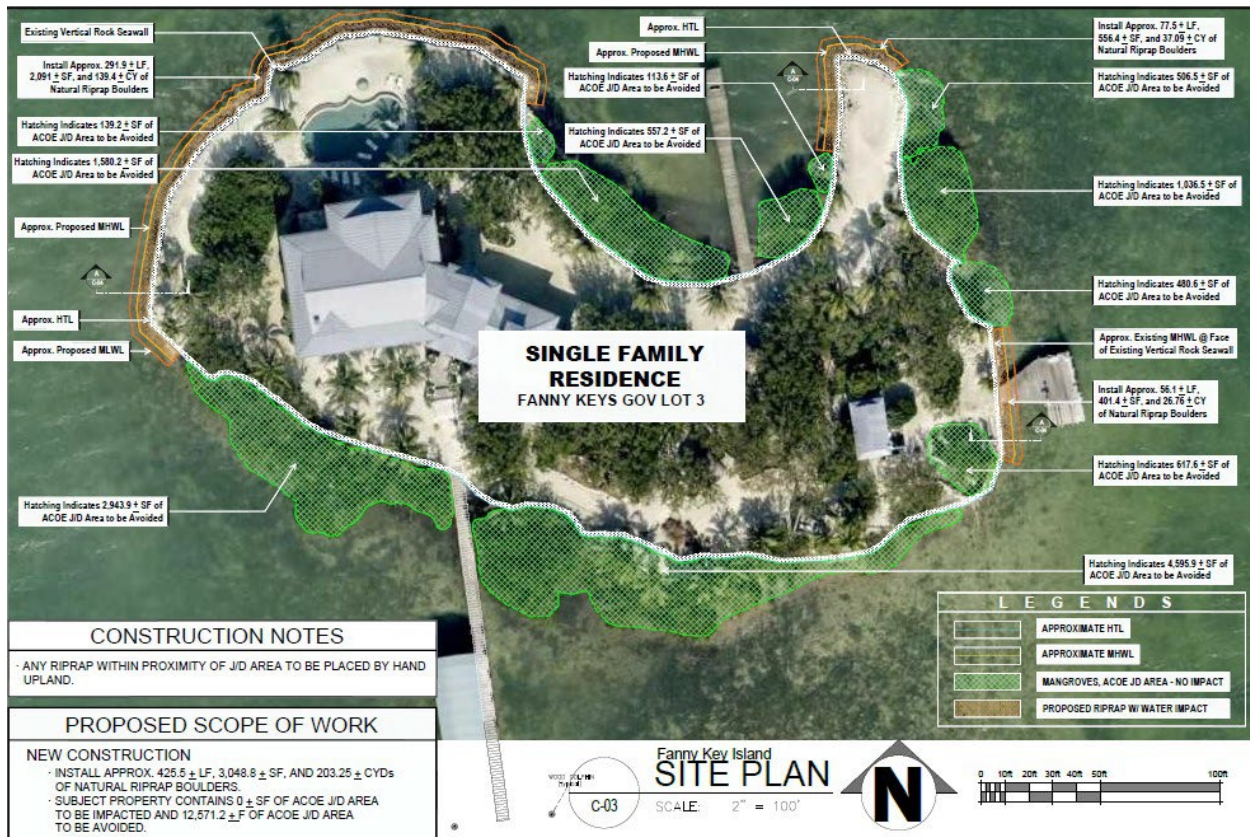 Existing Vertical Rock Seawall
Install Approx. 291.9 ± LF,
2,091 ± SF, and 139.4 ± CY of
Natural Riprap Boulders
Hatching Indicates 139.2 ± SF of
ACOE J/D Area to be Avoided
Hatching Indicates 1,580.2 ± SF of
ACOE J/D Area to be Avoided
Approx. Proposed MHWL
A
C-04
Approx. HTL
Approx. Proposed MLWL
Hatching Indicates 2,943.9 ± SF of
ACOE J/D Area to be Avoided
Approx. HTL
Approx. Proposed MHWL
Hatching Indicates 113.6 ± SF of
ACOE J/D Area to be Avoided
Hatching Indicates 557.2 ± SF of
ACOE J/D Area to be Avoided
A
C-04
Install Approx. 77.5 ± LF,
556.4 ± SF, and 37.09 ± CY of
Natural Riprap Boulders
Hatching Indicates 506.5 ± SF of
ACOE J/D Area to be Avoided
Hatching Indicates 1,036.5 ± SF of
ACOE J/D Area to be Avoided
Hatching Indicates 480.6 ± SF of
ACOE J/D Area to be Avoided
Approx. Existing MHWL @ Face
of Existing Vertical Rock Seawall
Install Approx. 56.1 ± LF,
401.4 ± SF, and 26.76 ± CY
of Natural Riprap Boulders
A
C-04
Hatching Indicates 617.6 ± SF of
ACOE J/D Area to be Avoided
Hatching Indicates 4,595.9 ± SF of
ACOE J/D Area to be Avoided
SINGLE FAMILY
RESIDENCE
FANNY KEYS GOV LOT 3
LEGENDS
APPROXIMATE HTL
APPROXIMATE MHWL
MANGROVES, ACOE JD AREA - NO IMPACT
PROPOSED RIPRAP W/ WATER IMPACT
CONSTRUCTION NOTES
· ANY RIPRAP WITHIN PROXIMITY OF J/D AREA TO BE PLACED BY HAND
UPLAND.
PROPOSED SCOPE OF WORK
NEW CONSTRUCTION
· INSTALL APPROX. 425.5 ± LF, 3,048.8 ± SF, AND 203.25 ± CYDs
OF NATURAL RIPRAP BOULDERS.
· SUBJECT PROPERTY CONTAINS 0 ± SF OF ACOE J/D AREA
TO BE IMPACTED AND 12,571.2 ± F OF ACOE J/D AREA
TO BE AVOIDED.
WOOD DOLPHIN
(typical)
C-03
Fanny Key Island
SITE PLAN
SCALE: 2" = 100'
N
0 10ft 20ft 30ft 40ft 50ft 100ft